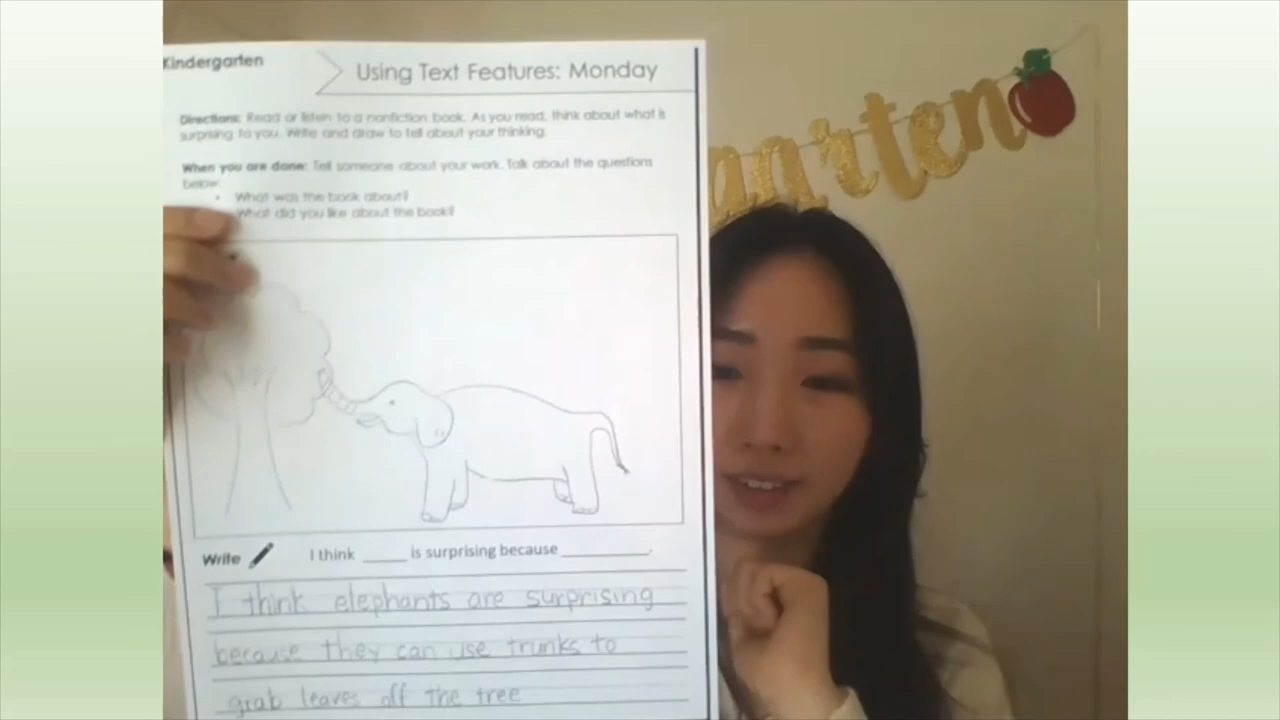 Kindergarten
Using Text Features: Monday
Directions: Read or listen to a nonfiction book. As you read, think about what is
surprising to you. Write and draw to tell about your thinking.
When you are done: Tell someone about your work. Talk about the questions
below.
• What was the book about?
What did you like about the book?
Write
I think _____ is surprising because __________.
I think elephants are surprising
because they can use trunks to
grab leaves off the tree
garten